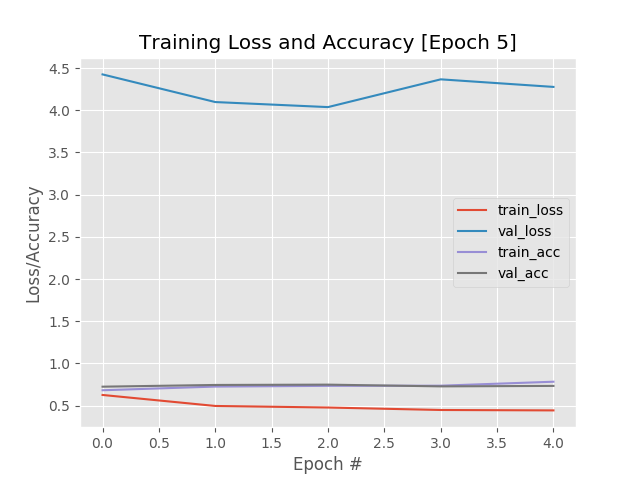 Training Loss and Accuracy [Epoch 5]
4.5
4.0
3.5
3.0
2.5
2.0
1.5
1.0
0.5
Loss/Accuracy
train_loss
val_loss
train_acc
val_acc
0.0 0.5 1.0 1.5 2.0 2.5 3.0 3.5 4.0
Epoch #